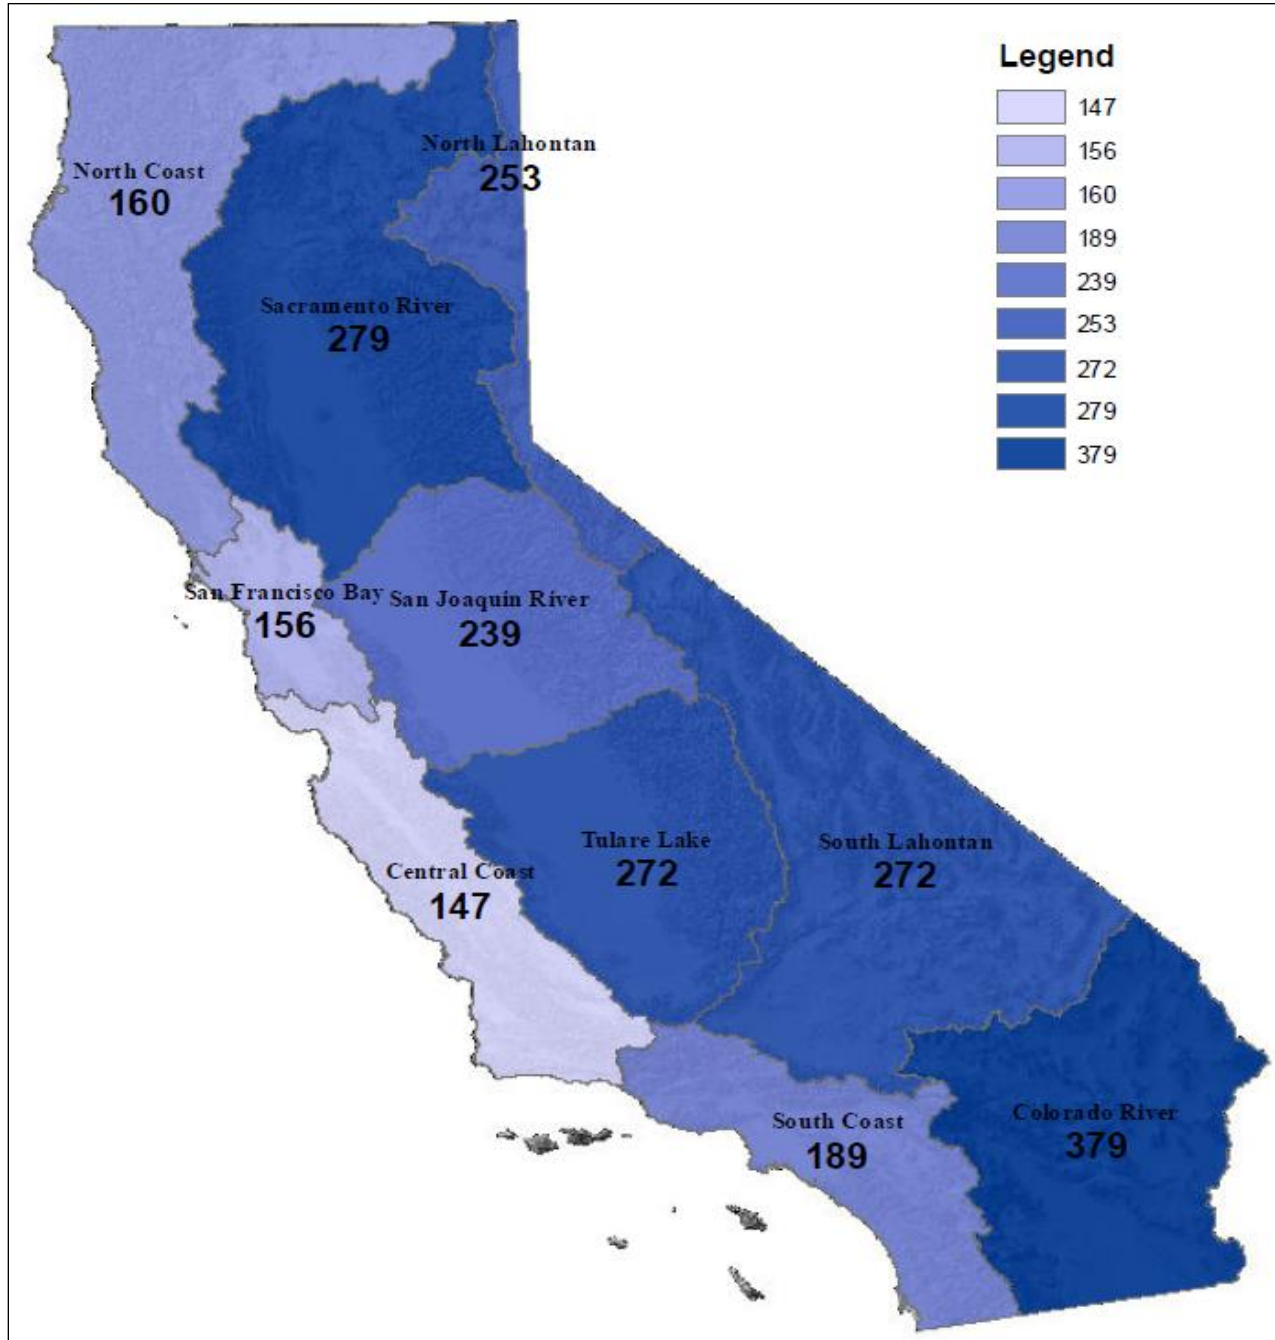 Legend
147
156
160
189
239
253
272
279
379
North Lahontan
253
North Coast
160
Sacramento River
279
San Francisco Bay
156
San Joaquin River
239
Tulare Lake
272
South Lahontan
272
Central Coast
147
South Coast
189
Colorado River
379